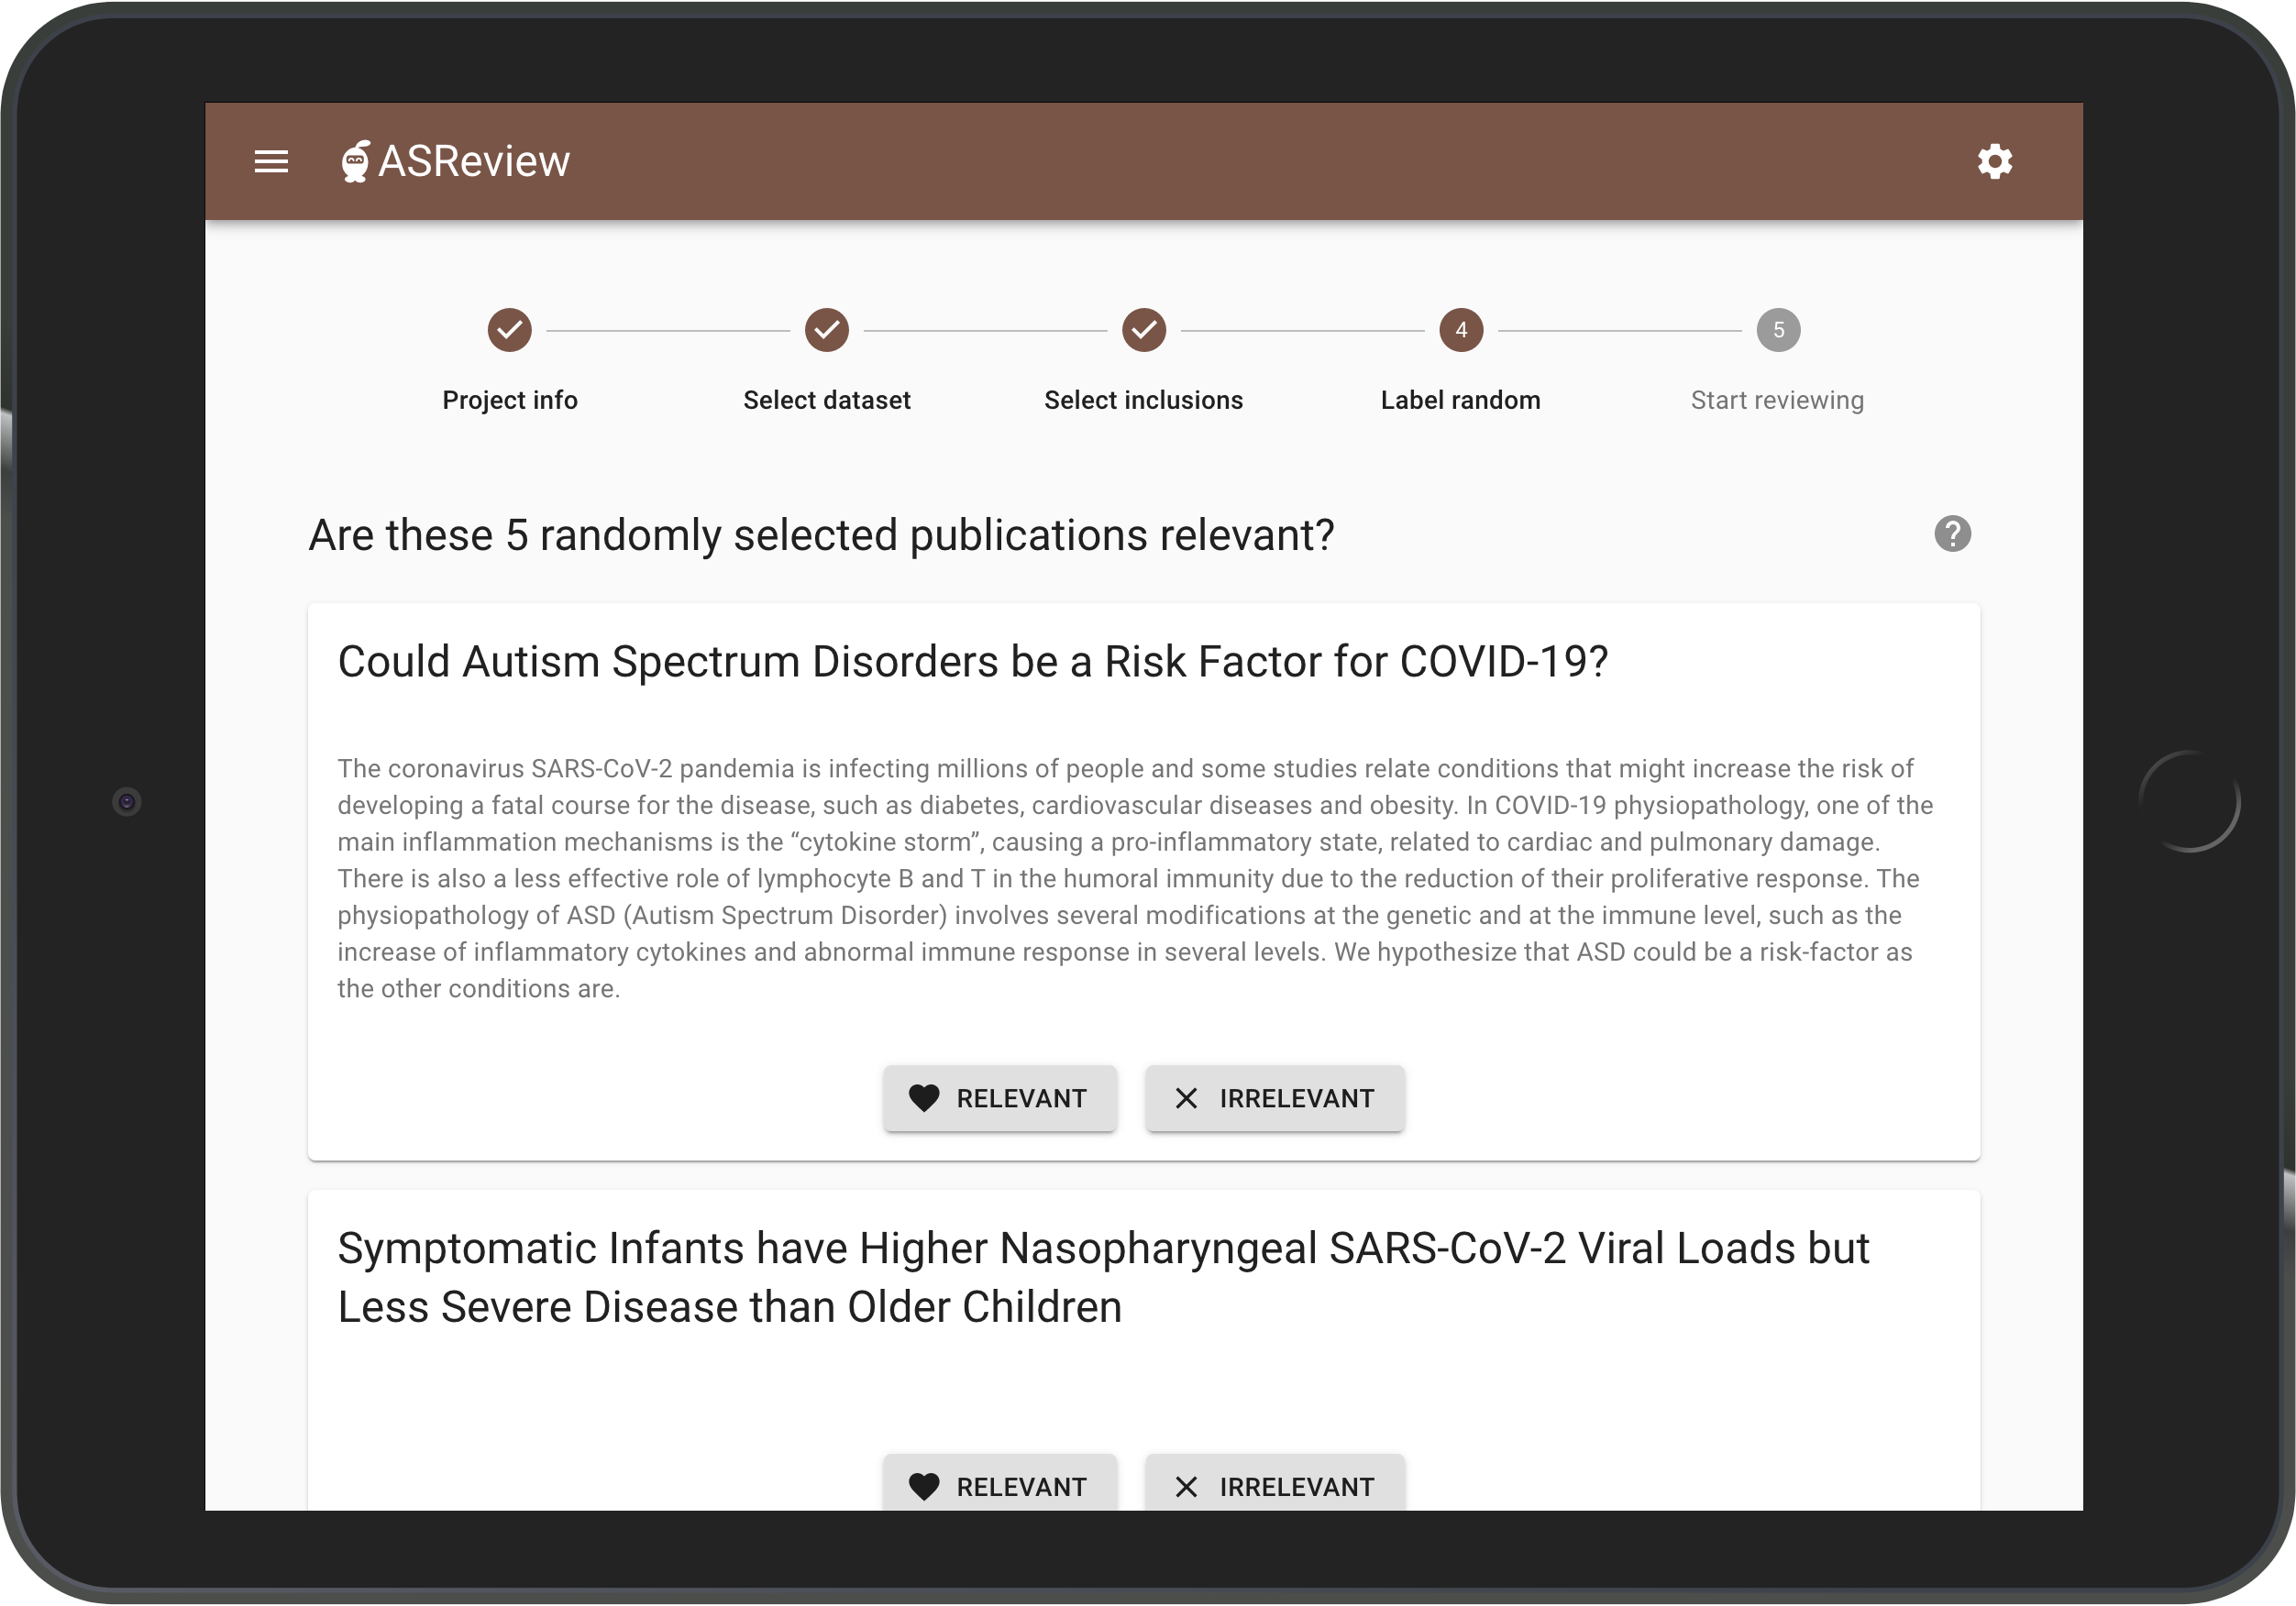 ASReview
4
5
Project info
Select dataset
Select inclusions
Label random
Start reviewing
Are these 5 randomly selected publications relevant?
?
Could Autism Spectrum Disorders be a Risk Factor for COVID-19?
The coronavirus SARS-CoV-2 pandemia is infecting millions of people and some studies relate conditions that might increase the risk of
developing a fatal course for the disease, such as diabetes, cardiovascular diseases and obesity. In COVID-19 physiopathology, one of the
main inflammation mechanisms is the “cytokine storm”, causing a pro-inflammatory state, related to cardiac and pulmonary damage.
There is also a less effective role of lymphocyte B and T in the humoral immunity due to the reduction of their proliferative response. The
physiopathology of ASD (Autism Spectrum Disorder) involves several modifications at the genetic and at the immune level, such as the
increase of inflammatory cytokines and abnormal immune response in several levels. We hypothesize that ASD could be a risk-factor as
the other conditions are.
RELEVANT
IRRELEVANT
Symptomatic Infants have Higher Nasopharyngeal SARS-CoV-2 Viral Loads but
Less Severe Disease than Older Children
RELEVANT
IRRELEVANT